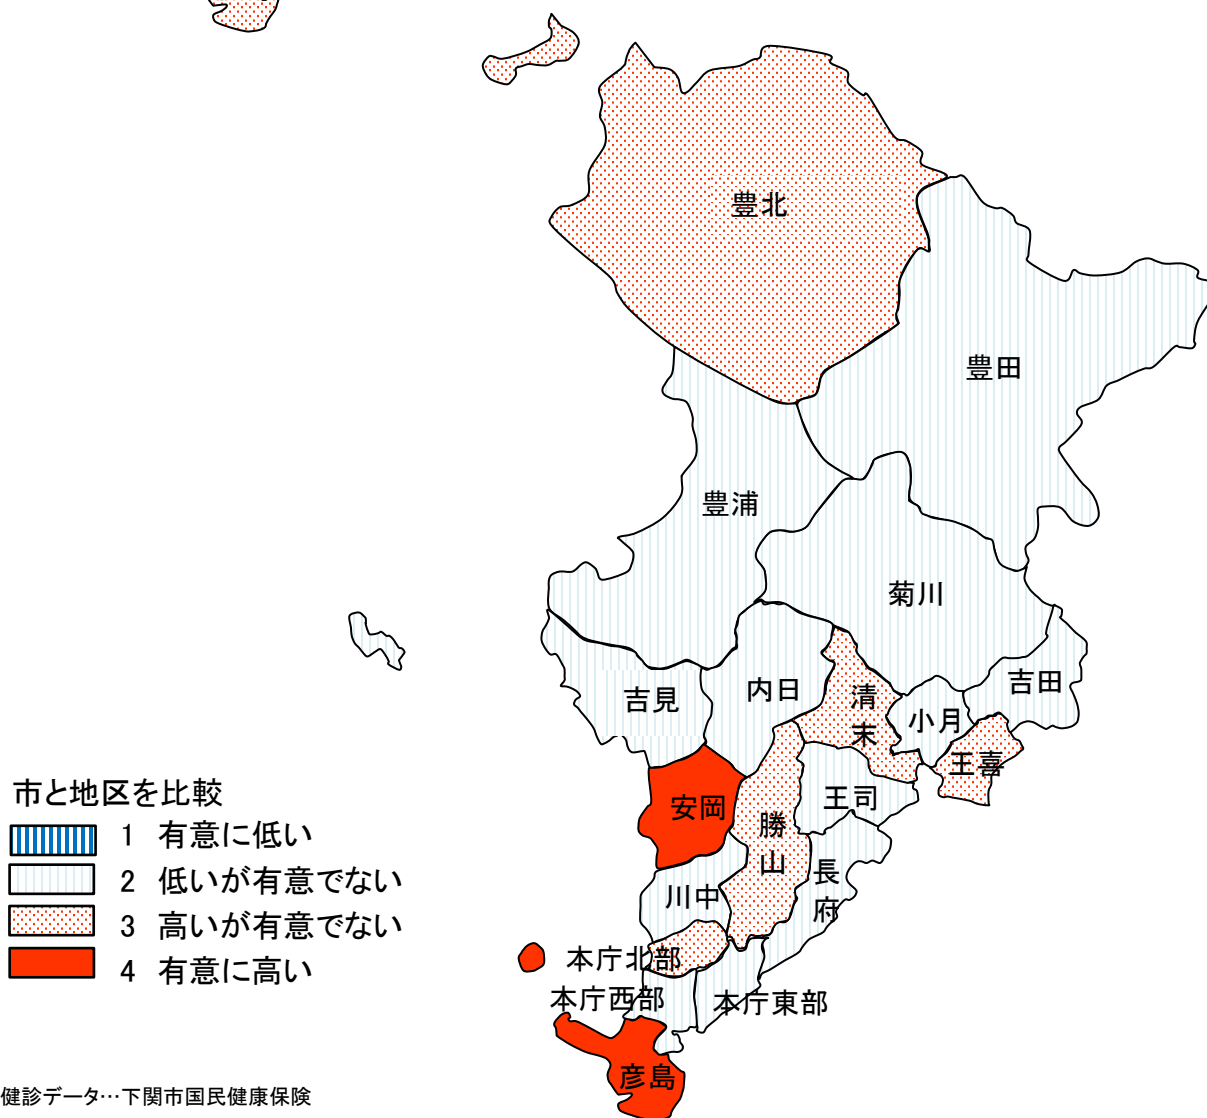 豊北
豊田
豊浦
菊川
吉田
内日
吉見
清末
小月
王喜
市と地区を比較
1 有意に低い
2 低いが有意でない
3 高いが有意でない
4 有意に高い
安岡
王司
勝山
長府
川中
本庁北部
本庁西部
本庁東部
彦島
健診データ…下関市国民健康保険